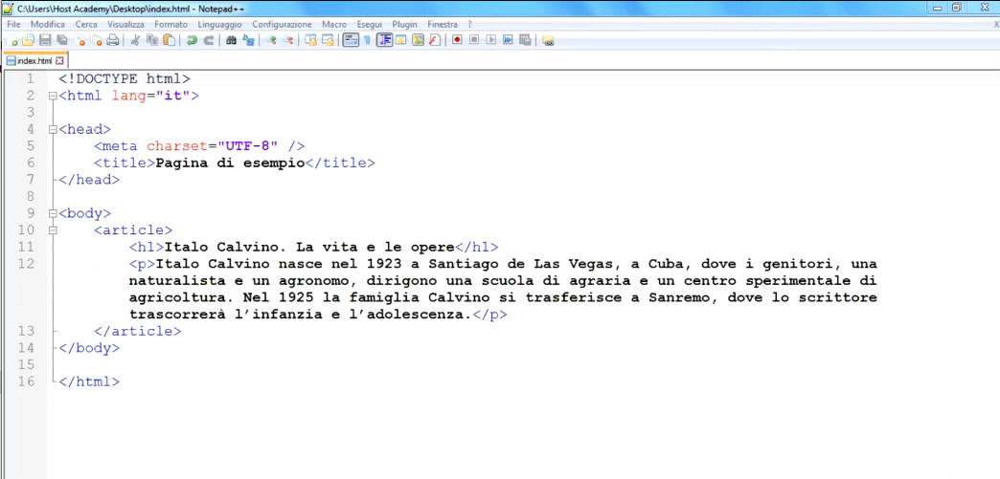 C:\Users\Host Academy\Desktop\index.html - Notepad++
File Modifica Cerca Visualizza Formato Linguaggio Configurazione Macro Esegui Plugin Finestra ? X
index.html
1 <!DOCTYPE html>
2 <html lang="it">
3
4 <head>
5 <meta charset="UTF-8" />
6 <title>Pagina di esempio</title>
7 </head>
8
9 <body>
10 <article>
11 <h1>Italo Calvino. La vita e le opere</h1>
12 <p>Italo Calvino nasce nel 1923 a Santiago de Las Vegas, a Cuba, dove i genitori, una
naturalista e un agronomo, dirigono una scuola di agraria e un centro sperimentale di
agricoltura. Nel 1925 la famiglia Calvino si trasferisce a Sanremo, dove lo scrittore
trascorrerà l’infanzia e l’adolescenza.</p>
13 </article>
14 </body>
15
16 </html>